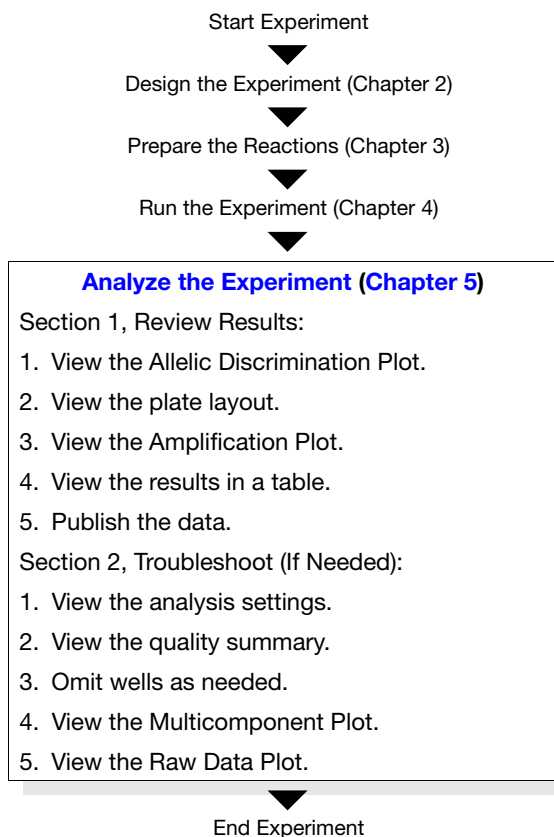 Start Experiment
Design the Experiment (Chapter 2)
Prepare the Reactions (Chapter 3)
Run the Experiment (Chapter 4)
Analyze the Experiment (Chapter 5)
Section 1, Review Results:
1. View the Allelic Discrimination Plot.
2. View the plate layout.
3. View the Amplification Plot.
4. View the results in a table.
5. Publish the data.
Section 2, Troubleshoot (If Needed):
1. View the analysis settings.
2. View the quality summary.
3. Omit wells as needed.
4. View the Multicomponent Plot.
5. View the Raw Data Plot.
End Experiment